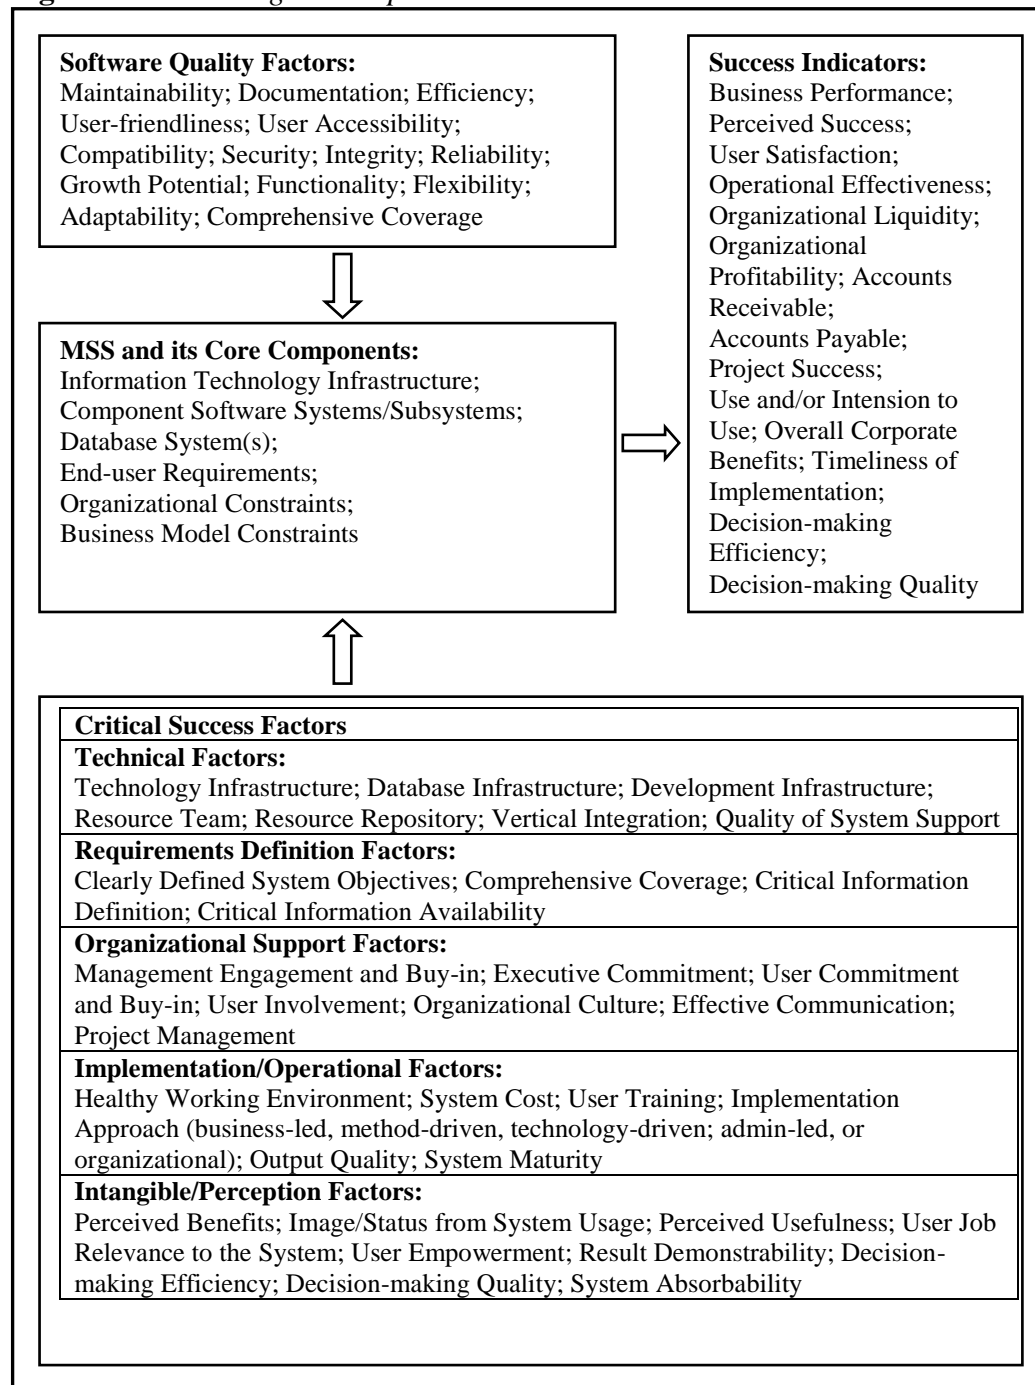 Software Quality Factors:
Maintainability; Documentation; Efficiency;
User-friendliness; User Accessibility;
Compatibility; Security; Integrity; Reliability;
Growth Potential; Functionality; Flexibility;
Adaptability; Comprehensive Coverage
MSS and its Core Components:
Information Technology Infrastructure;
Component Software Systems/Subsystems;
Database System(s);
End-user Requirements;
Organizational Constraints;
Business Model Constraints
Success Indicators:
Business Performance;
Perceived Success;
User Satisfaction;
Operational Effectiveness;
Organizational Liquidity;
Organizational
Profitability; Accounts
Receivable;
Accounts Payable;
Project Success;
Use and/or Intension to
Use; Overall Corporate
Benefits; Timeliness of
Implementation;
Decision-making
Efficiency;
Decision-making Quality
Critical Success Factors
Technical Factors:
Technology Infrastructure; Database Infrastructure; Development Infrastructure;
Resource Team; Resource Repository; Vertical Integration; Quality of System Support
Requirements Definition Factors:
Clearly Defined System Objectives; Comprehensive Coverage; Critical Information
Definition; Critical Information Availability
Organizational Support Factors:
Management Engagement and Buy-in; Executive Commitment; User Commitment
and Buy-in; User Involvement; Organizational Culture; Effective Communication;
Project Management
Implementation/Operational Factors:
Healthy Working Environment; System Cost; User Training; Implementation
Approach (business-led, method-driven, technology-driven; admin-led, or
organizational); Output Quality; System Maturity
Intangible/Perception Factors:
Perceived Benefits; Image/Status from System Usage; Perceived Usefulness; User Job
Relevance to the System; User Empowerment; Result Demonstrability; Decision-
making Efficiency; Decision-making Quality; System Absorbability